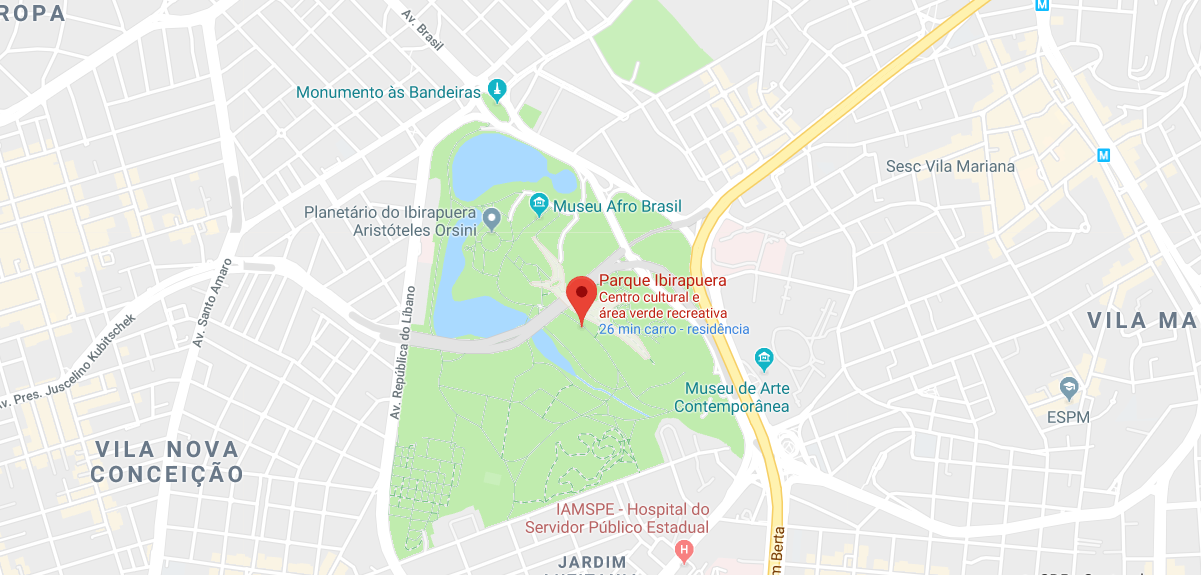 ROPA
Av. Brasil
M
Monumento às Bandeiras
M
Sesc Vila Mariana
Planetário do Ibirapuera
Aristóteles Orsini
Museu Afro Brasil
Av. Santo Amaro
Parque Ibirapuera
Centro cultural e
área verde recreativa
26 min carro - residência
Av. República do Líbano
v. Pres. Juscelino Kubitschek
VILA MA
Museu de Arte
Contemporânea
ESPM
VILA NOVA
CONCEIÇÃO
IAMSPE - Hospital do
Servidor Público Estadual
H
m Berta
JARDIM